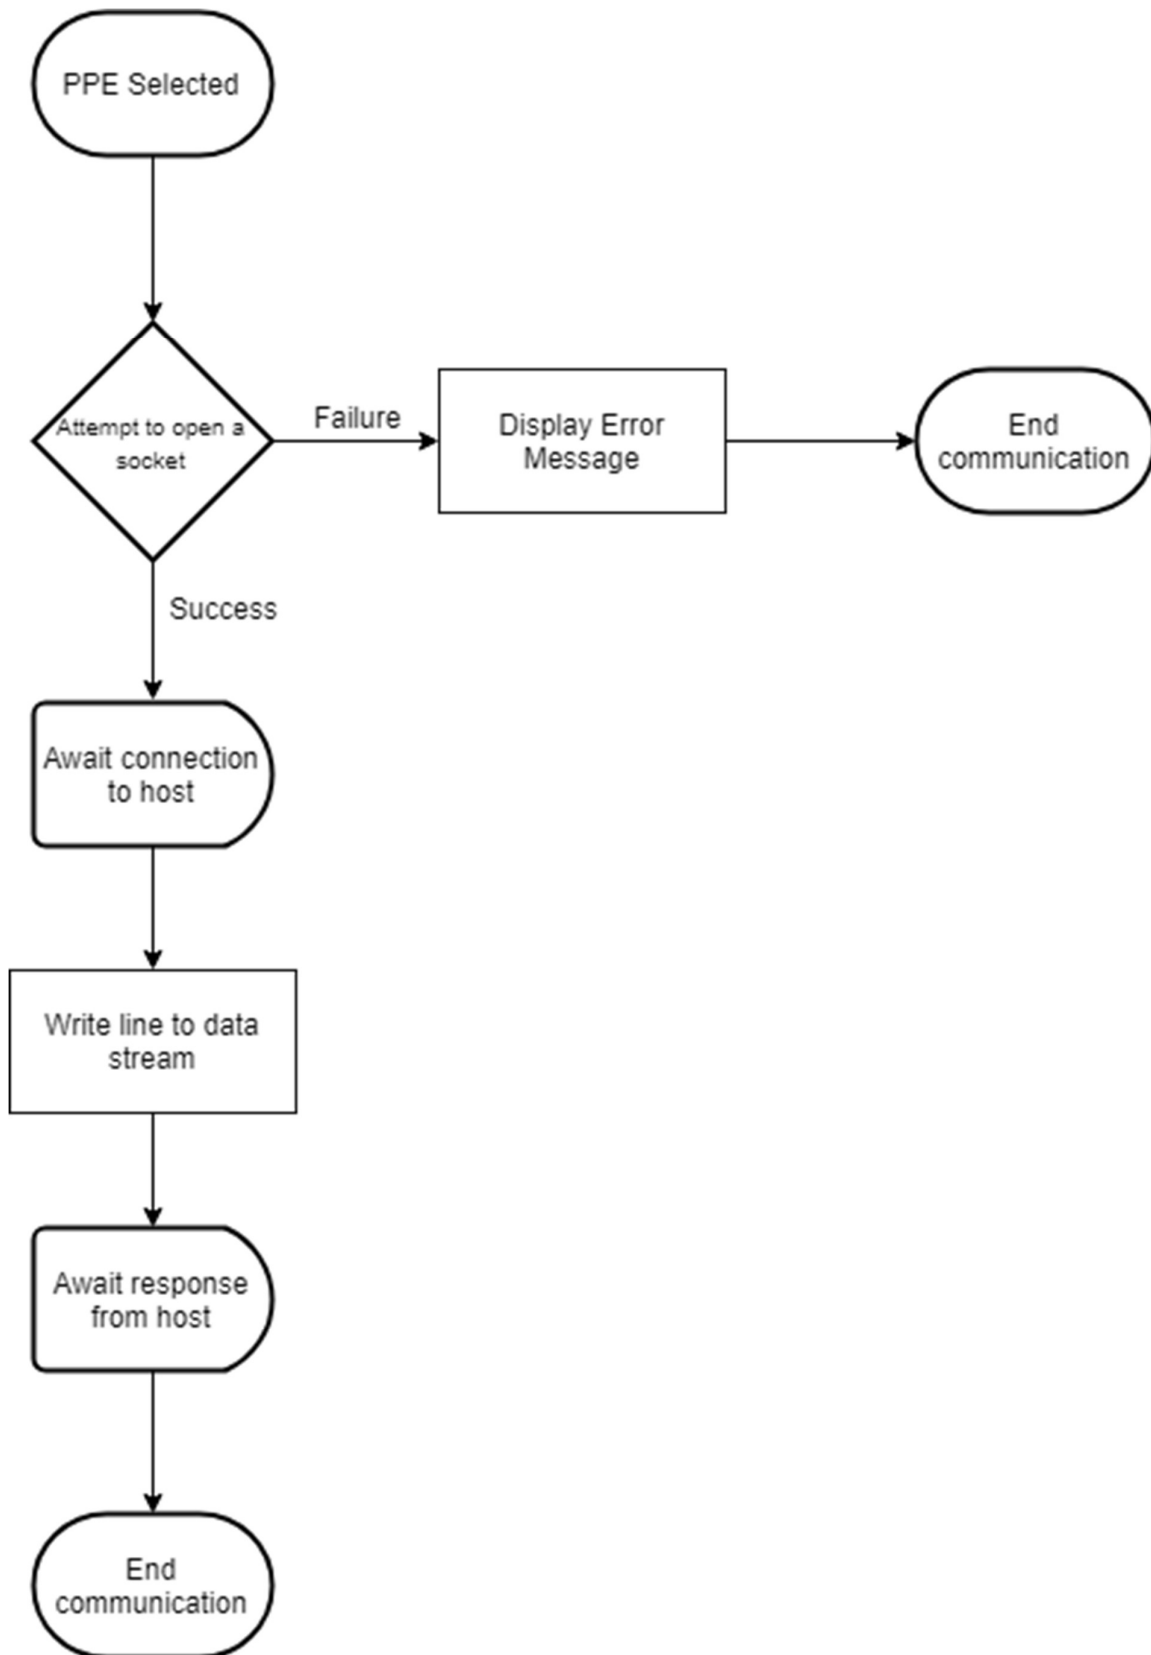 PPE Selected
Attempt to open a
socket
Failure
Display Error
Message
End
communication
Success
Await connection
to host
Write line to data
stream
Await response
from host
End
communication